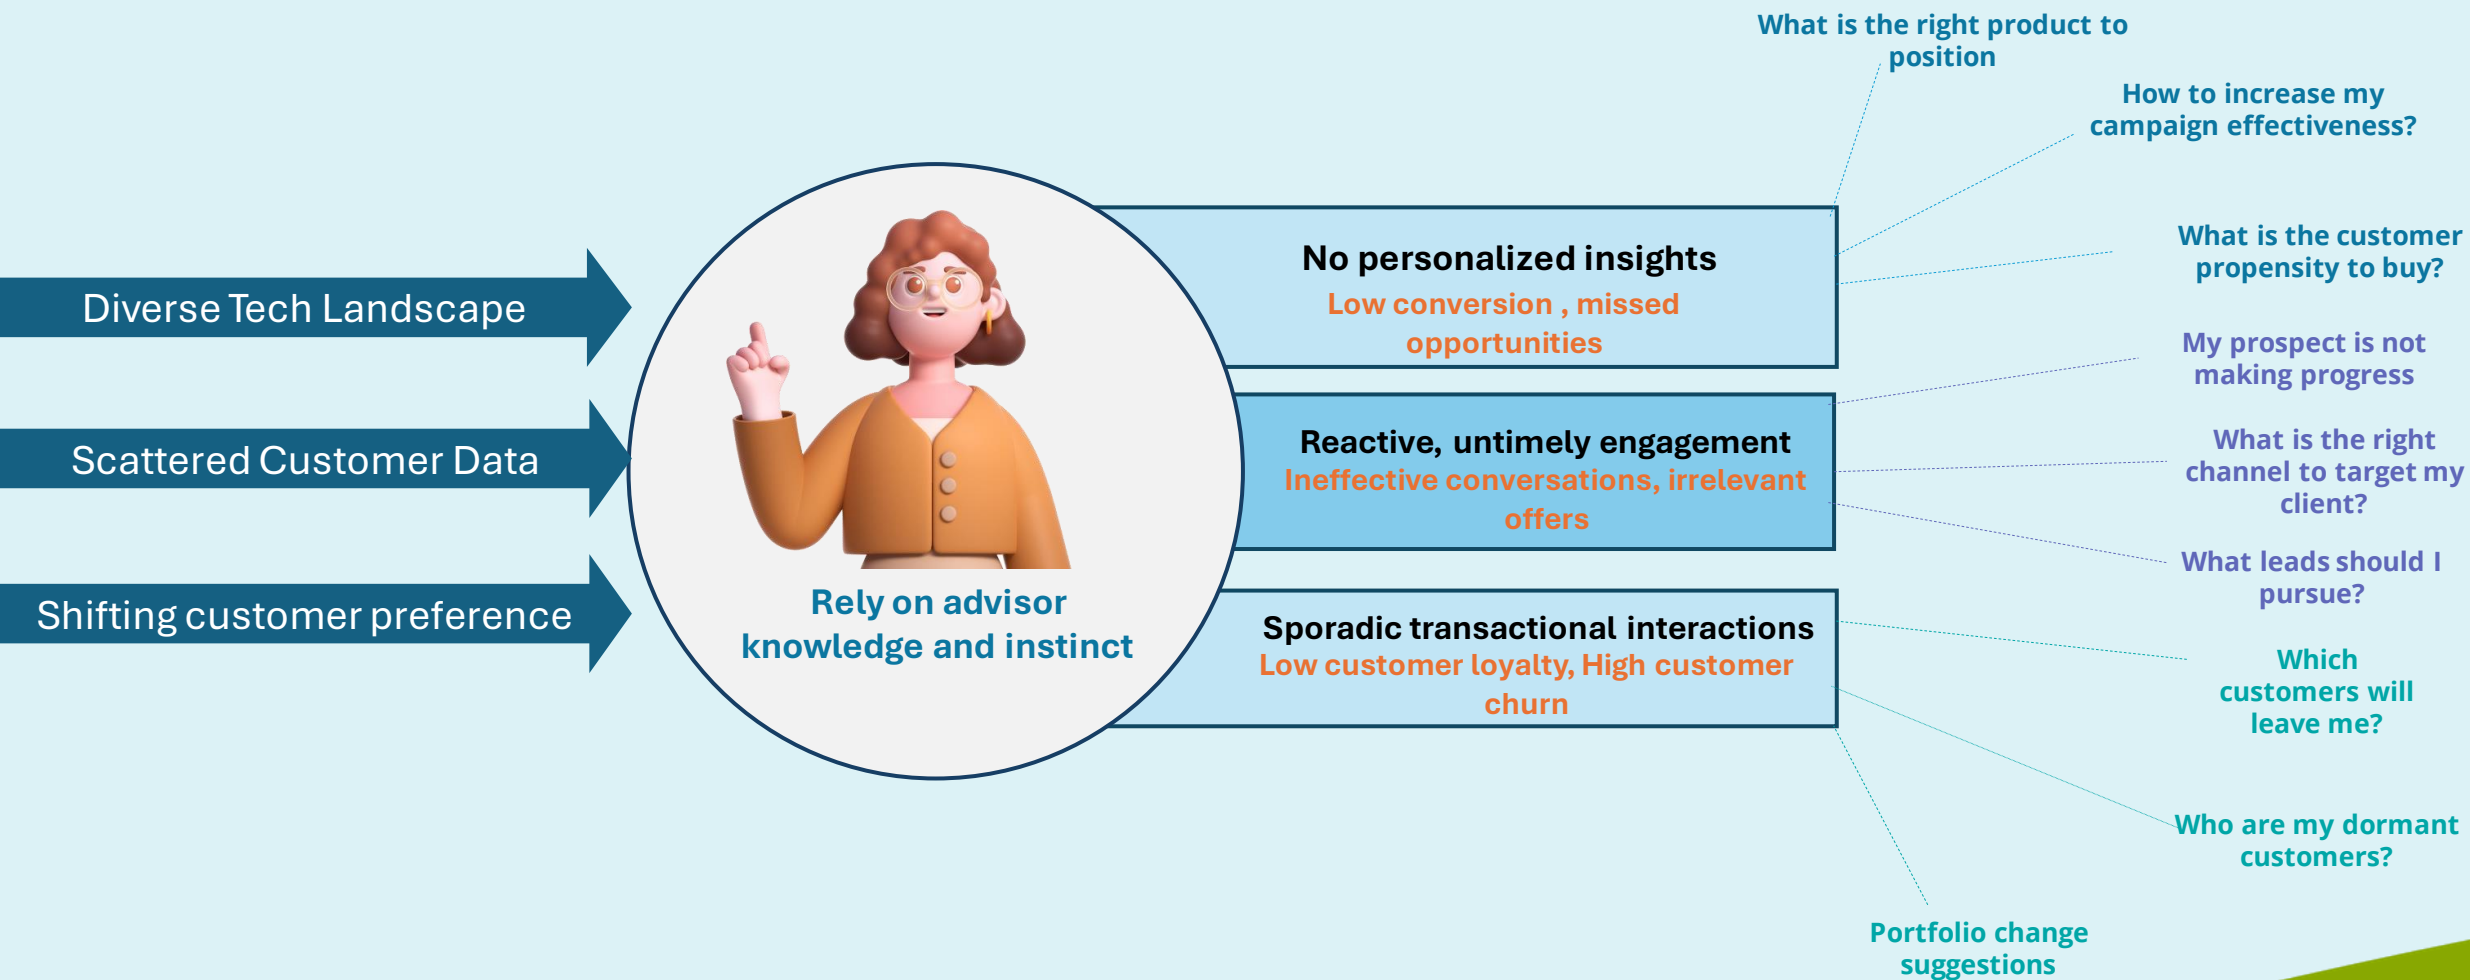 Diverse Tech Landscape
Scattered Customer Data
Shifting customer preference
Rely on advisor
knowledge and instinct
No personalized insights
Low conversion , missed
opportunities
Reactive, untimely engagement
Ineffective conversations, irrelevant
offers
Sporadic transactional interactions
Low customer loyalty, High customer
churn
What is the right product to
position
How to increase my
campaign effectiveness?
What is the customer
propensity to buy?
My prospect is not
making progress
What is the right
channel to target my
client?
What leads should I
pursue?
Which
customers will
leave me?
Who are my dormant
customers?
Portfolio change
suggestions